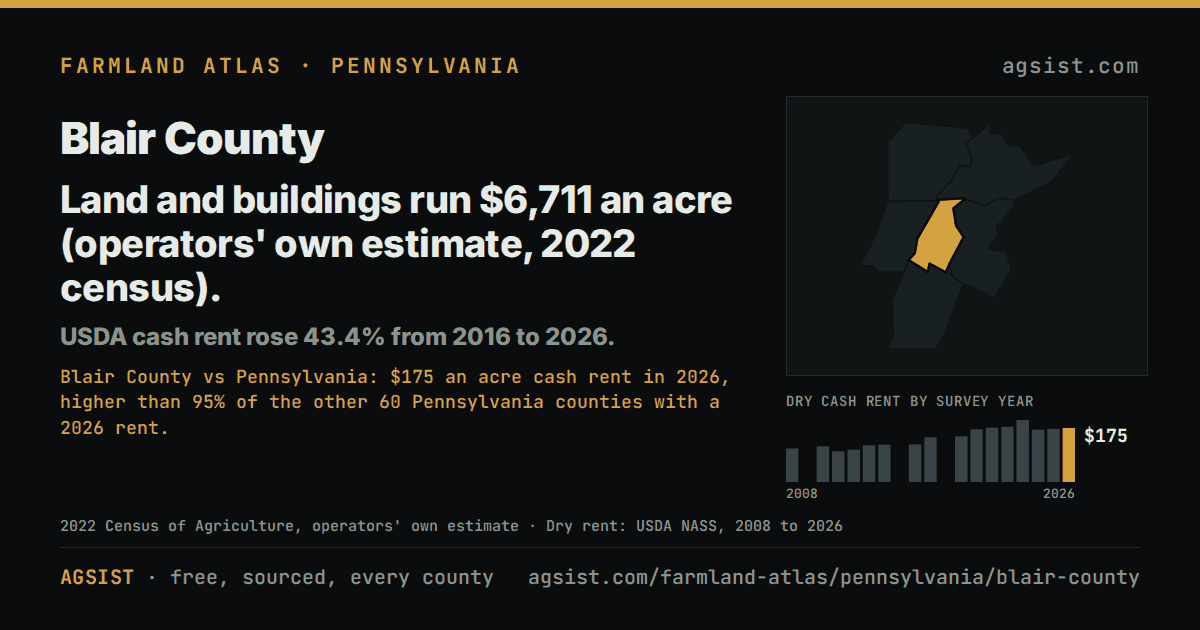 FARMLAND ATLAS · PENNSYLVANIA
agsist.com
Blair County
Land and buildings run $6,711 an acre
(operators' own estimate, 2022
census).
USDA cash rent rose 43.4% from 2016 to 2026.
Blair County vs Pennsylvania: $175 an acre cash rent in 2026,
higher than 95% of the other 60 Pennsylvania counties with a
2026 rent.
DRY CASH RENT BY SURVEY YEAR
$175
2008
2026
2022 Census of Agriculture, operators' own estimate · Dry rent: USDA NASS, 2008 to 2026
AGSIST · free, sourced, every county
agsist.com/farmland-atlas/pennsylvania/blair-county